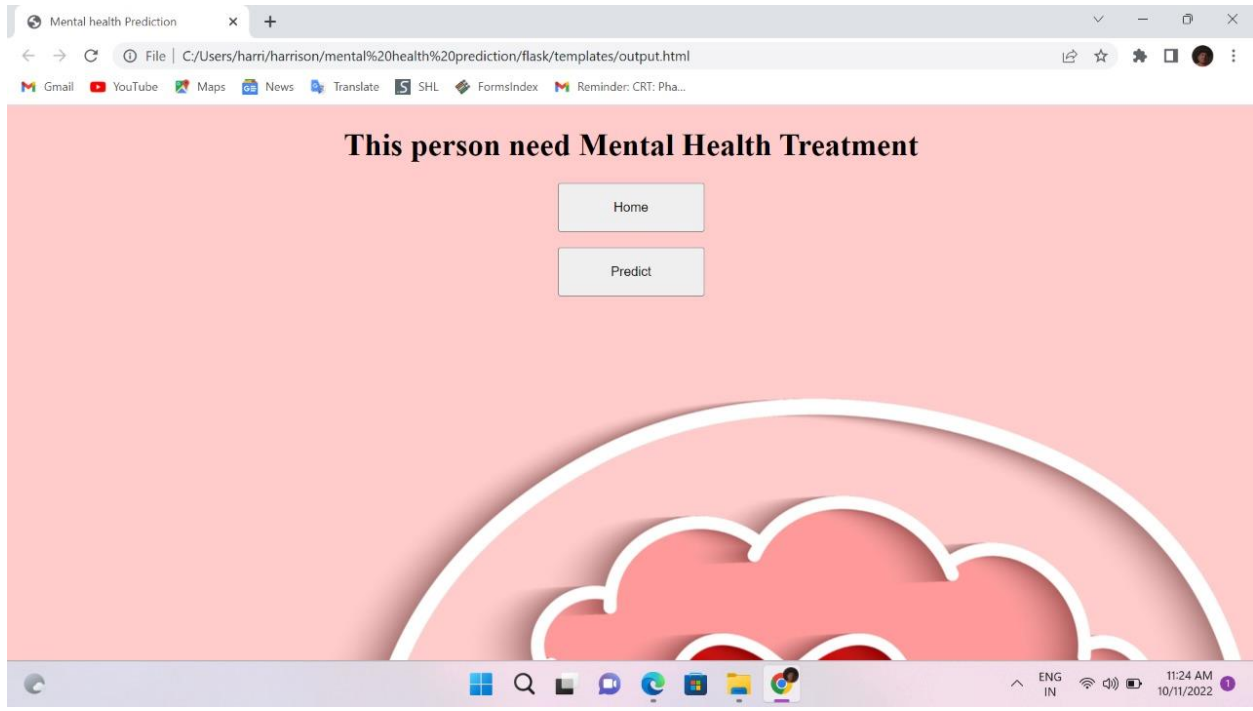 Mental health Prediction
File | C:/Users/harri/harrison/mental%20health%20prediction/flask/templates/output.html
Gmail YouTube Maps GE News Translate S SHL FormsIndex Reminder: CRT: Pha...
This person need Mental Health Treatment
Home
Predict
ENG 11:24 AM
IN 10/11/2022 1